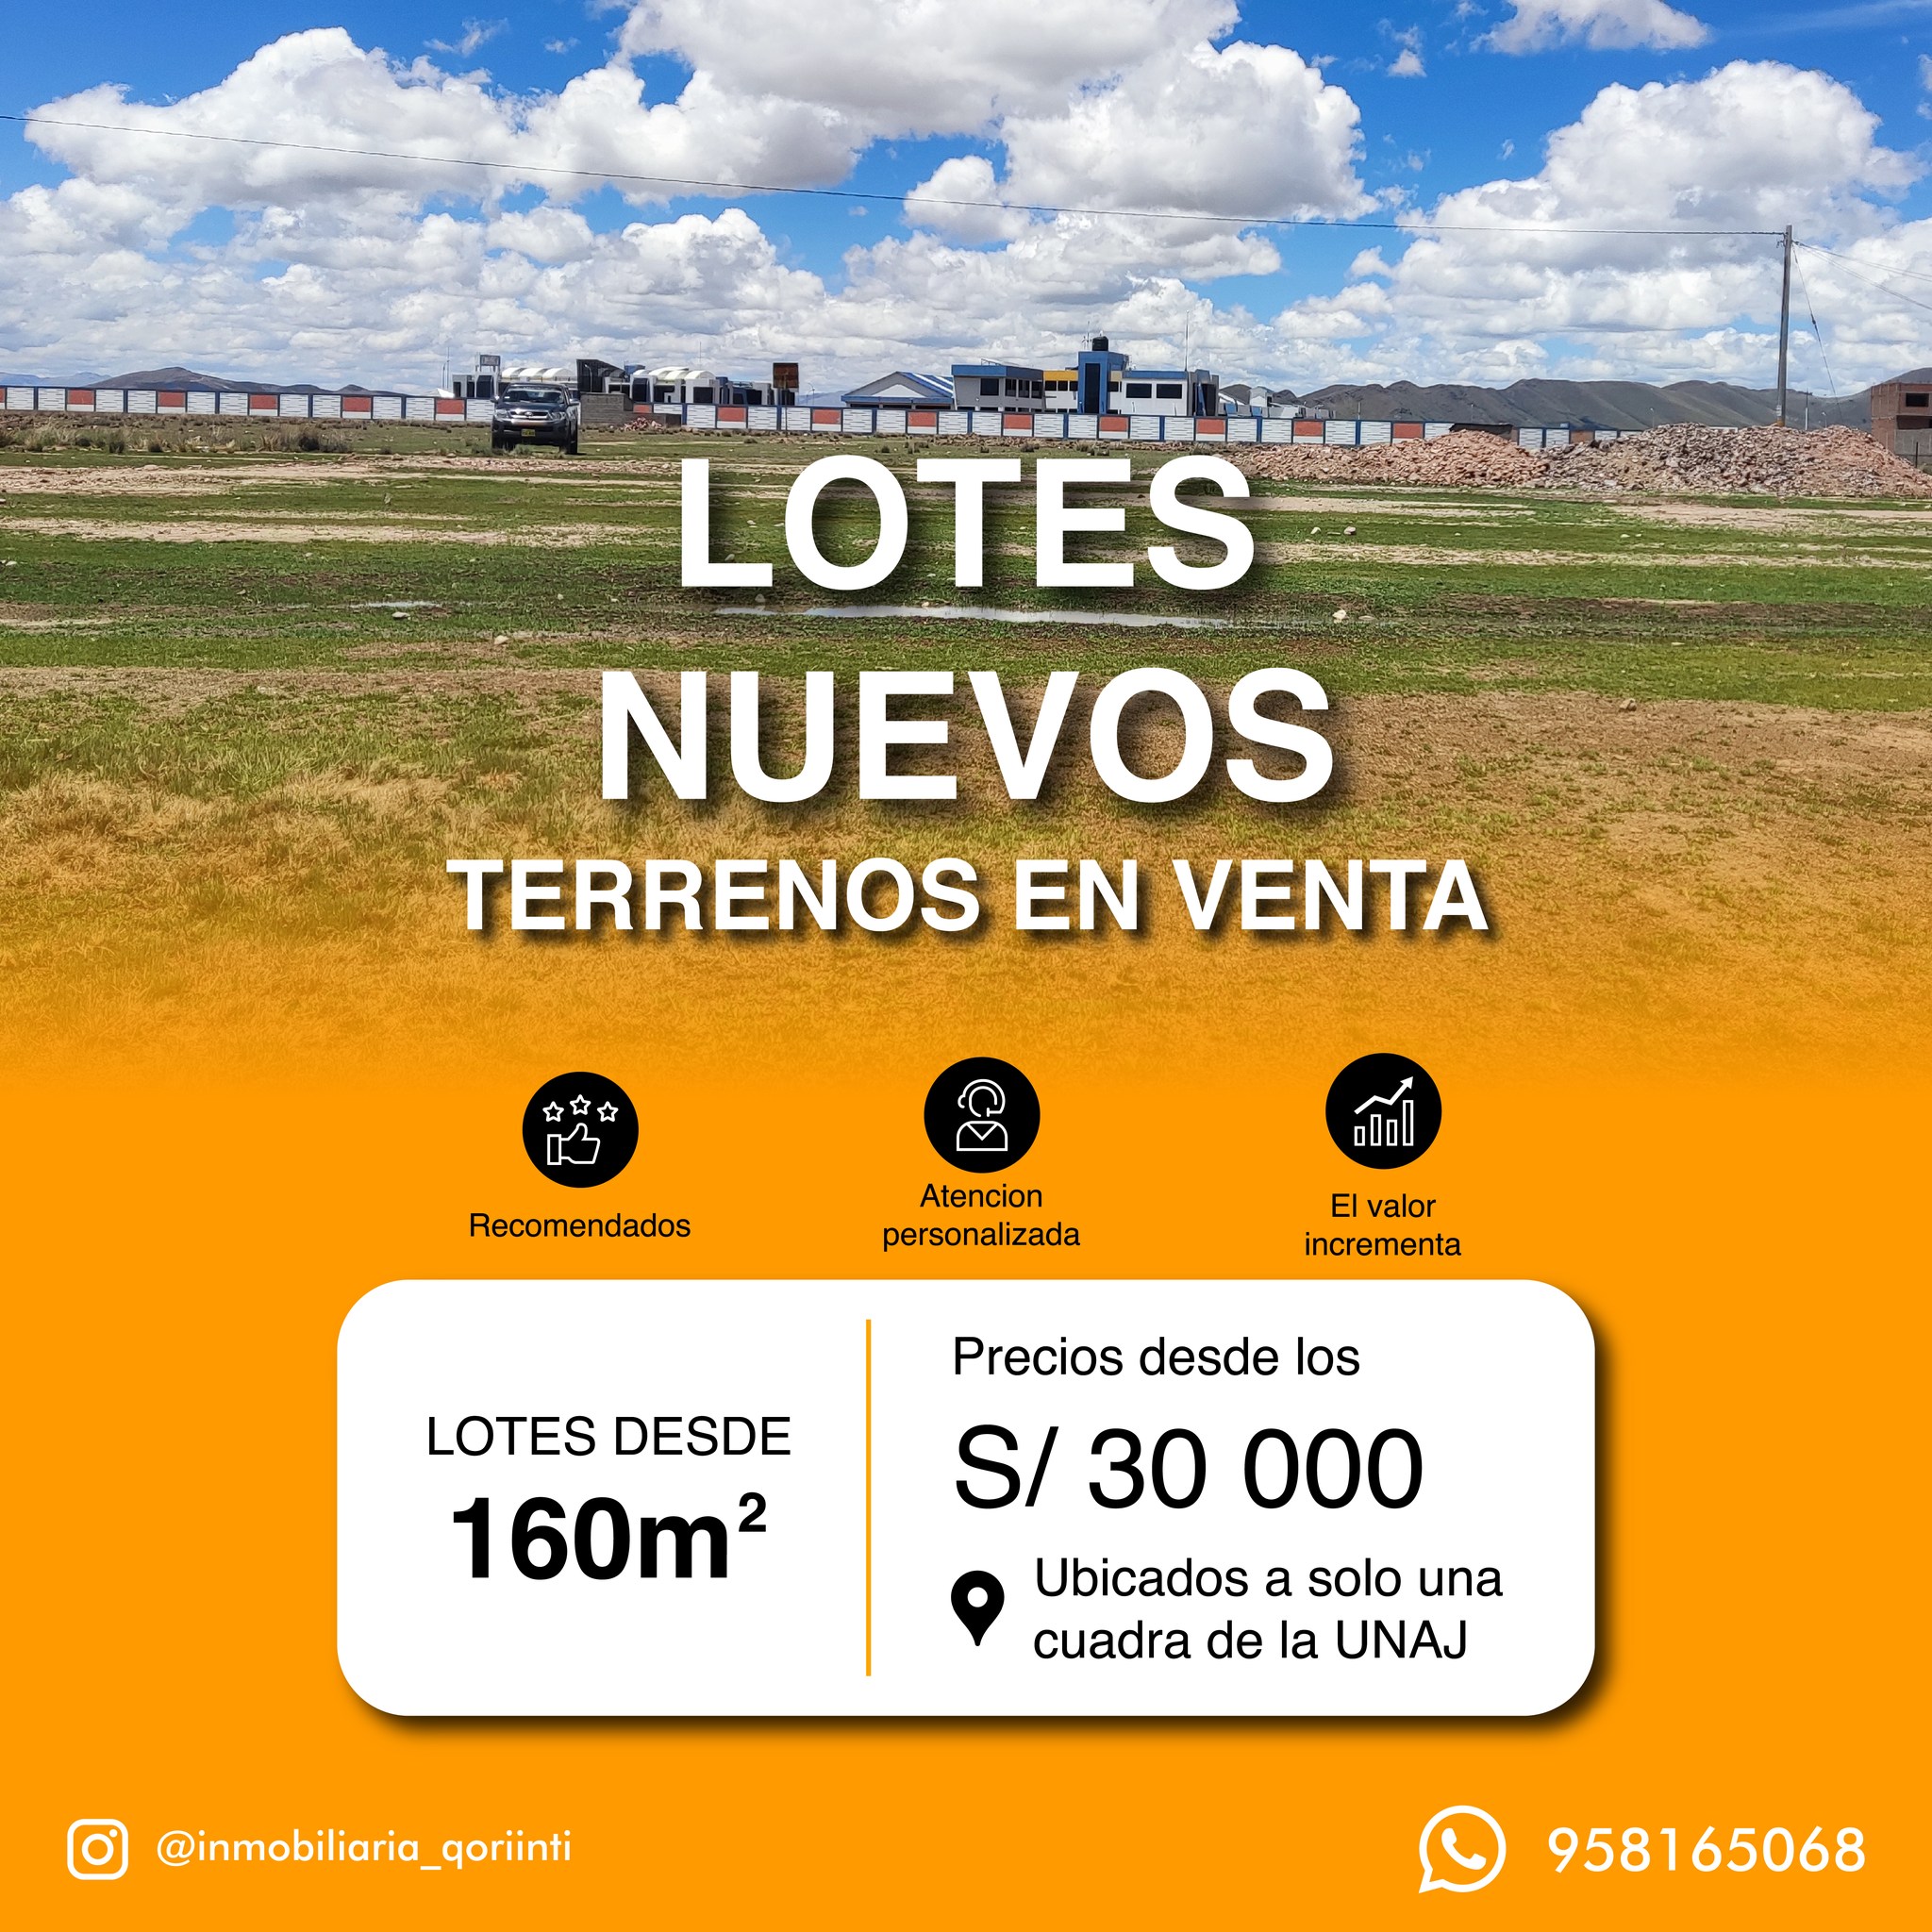 LOTES
NUEVOS
TERRENOS EN VENTA
Recomendados
Atencion
personalizada
El valor
incrementa
LOTES DESDE
160m²
Precios desde los
S/ 30 000
Ubicados a solo una
cuadra de la UNAJ
@inmobiliaria_qoriinti
958165068